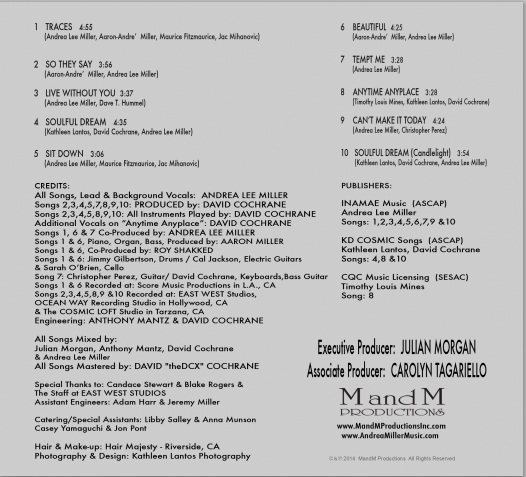 1 TRACES 4:55
(Andrea Lee Miller, Aaron-Andre' Miller, Maurice Fitzmaurice, Jac Mihanovic)
2 SO THEY SAY 3:56
(Aaron-Andre' Miller, Andrea Lee Miller)
3 LIVE WITHOUT YOU 3:37
(Andrea Lee Miller, Dave T. Hummel)
4 SOULFUL DREAM 4:35
(Kathleen Lantos, David Cochrane, Andrea Lee Miller)
5 SIT DOWN 3:06
(Andrea Lee Miller, Maurice Fitzmaurice, Jac Mihanovic)
6 BEAUTIFUL 4:25
(Aaron-Andre' Miller, Andrea Lee Miller)
7 TEMPT ME 3:28
(Andrea Lee Miller)
8 ANYTIME ANYPLACE 3:28
(Timothy Louis Mines, Kathleen Lantos, David Cochrane)
9 CAN'T MAKE IT TODAY 4:24
(Andrea Lee Miller, Christopher Perez)
10 SOULFUL DREAM (Candlelight) 3:54
(Kathleen Lantos, David Cochrane, Andrea Lee Miller)
CREDITS:
All Songs, Lead & Background Vocals: ANDREA LEE MILLER
Songs 2,3,4,5,7,8,9,10: PRODUCED by: DAVID COCHRANE
Songs 2,3,4,5,8,9,10: All Instruments Played by: DAVID COCHRANE
Additional Vocals on "Anytime Anyplace": DAVID COCHRANE
Songs 1, 6 & 7 Co-Produced by: ANDREA LEE MILLER
Songs 1 & 6, Piano, Organ, Bass, Produced by: AARON MILLER
Songs 1 & 6, Co-Produced by: ROY SHAKKED
Songs 1 & 6: Jimmy Gilbertson, Drums / Cal Jackson, Electric Guitars
& Sarah O'Brien, Cello
Song 7: Christopher Perez, Guitar/ David Cochrane, Keyboards,Bass Guitar
Songs 1 & 6 Recorded at: Score Music Productions in L.A., CA
Songs 2,3,4,5,8,9 &10 Recorded at: EAST WEST Studios,
OCEAN WAY Recording Studio in Hollywood, CA
& The COSMIC LOFT Studio in Tarzana, CA
Engineering: ANTHONY MANTZ & DAVID COCHRANE
All Songs Mixed by:
Julian Morgan, Anthony Mantz, David Cochrane
& Andrea Lee Miller
All Songs Mastered by: DAVID "theDCX" COCHRANE
Special Thanks to: Candace Stewart & Blake Rogers &
The Staff at EAST WEST STUDIOS
Assistant Engineers: Adam Harr & Jeremy Miller
Catering/Special Assistants: Libby Salley & Anna Munson
Casey Yamaguchi & Jon Pont
Hair & Make-up: Hair Majesty - Riverside, CA
Photography & Design: Kathleen Lantos Photography
PUBLISHERS:
INAMAE Music (ASCAP)
Andrea Lee Miller
Songs: 1,2,3,4,5,6,7,9 &10
KD COSMIC Songs (ASCAP)
Kathleen Lantos, David Cochrane
Songs: 4,8 &10
CQC Music Licensing (SESAC)
Timothy Louis Mines
Song: 8
Executive Producer: JULIAN MORGAN
Associate Producer: CAROLYN TAGARIELLO
M and M
PRODUCTIONS
www.MandMProductionsInc.com
www.AndreaMillerMusic.com
©&℗ 2016 MandM Productions All Rights Reserved